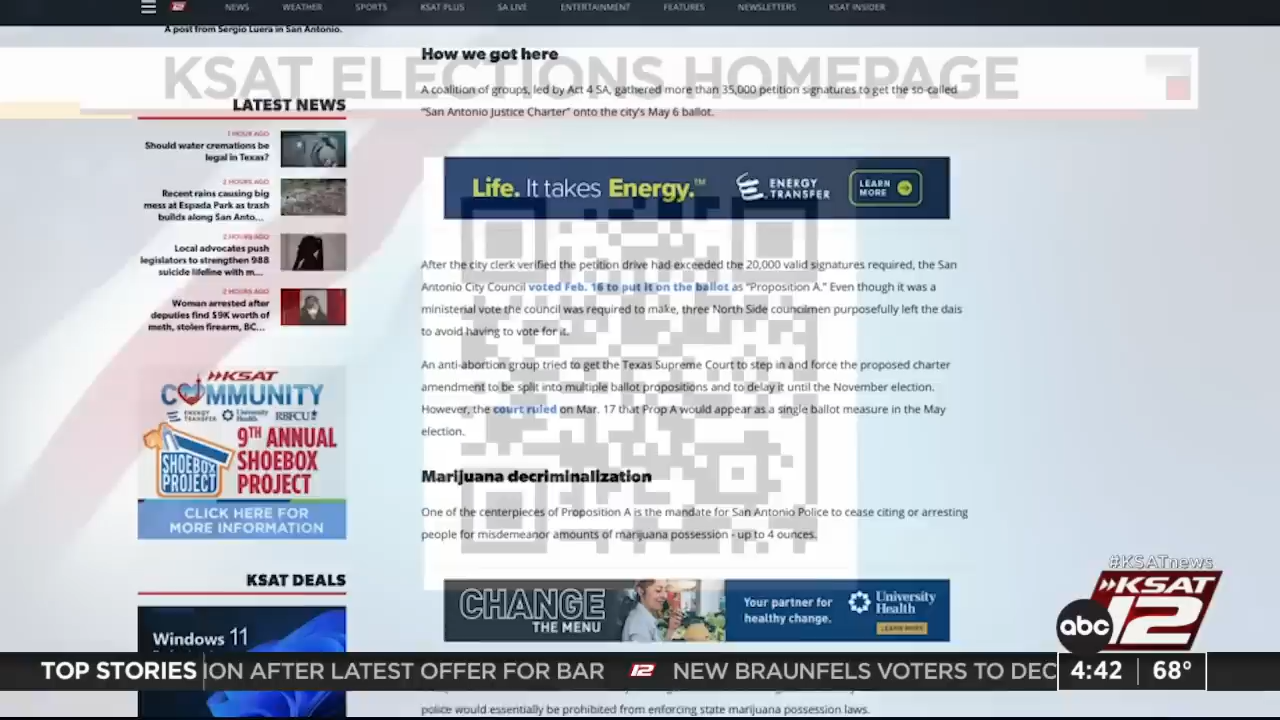 NEWS WEATHER SPORTS KSAT PLUS SA LIVE ENTERTAINMENT FEATURES NEWSLETTERS KSAT INSIDER
A post from Sergio Luera in San Antonio.
KSAT ELECTIONS HOMEPAGE
LATEST NEWS
1 HOUR AGO
Should water cremations be
legal in Texas?
2 HOURS AGO
Recent rains causing big
mess at Espada Park as trash
builds along San Anto...
2 HOURS AGO
Local advocates push
legislators to strengthen 988
suicide lifeline with m...
2 HOURS AGO
Woman arrested after
deputies find $9K worth of
meth, stolen firearm, BC...
KSAT
COMMUNITY
ENERGY TRANSFER University Health RBFCU
9TH ANNUAL
SHOEBOX
PROJECT
SHOEBOX
PROJECT
CLICK HERE FOR
MORE INFORMATION
KSAT DEALS
Windows 11
How we got here
A coalition of groups, led by Act 4 SA, gathered more than 35,000 petition signatures to get the so-called
“San Antonio Justice Charter” onto the city’s May 6 ballot.
Life. It takes Energy.™
ENERGY
TRANSFER
LEARN
MORE
After the city clerk verified the petition drive had exceeded the 20,000 valid signatures required, the San
Antonio City Council voted Feb. 16 to put it on the ballot as “Proposition A.” Even though it was a
ministerial vote the council was required to make, three North Side councilmen purposefully left the dais
to avoid having to vote for it.
An anti-abortion group tried to get the Texas Supreme Court to step in and force the proposed charter
amendment to be split into multiple ballot propositions and to delay it until the November election.
However, the court ruled on Mar. 17 that Prop A would appear as a single ballot measure in the May
election.
Marijuana decriminalization
One of the centerpieces of Proposition A is the mandate for San Antonio Police to cease citing or arresting
people for misdemeanor amounts of marijuana possession - up to 4 ounces.
CHANGE
THE MENU
Your partner for
healthy change.
University
Health
LEARN MORE
police would essentially be prohibited from enforcing state marijuana possession laws.
#KSATnews
KSAT
12
abc
TOP STORIES ION AFTER LATEST OFFER FOR BAR 12 NEW BRAUNFELS VOTERS TO DEC
4:42 68°